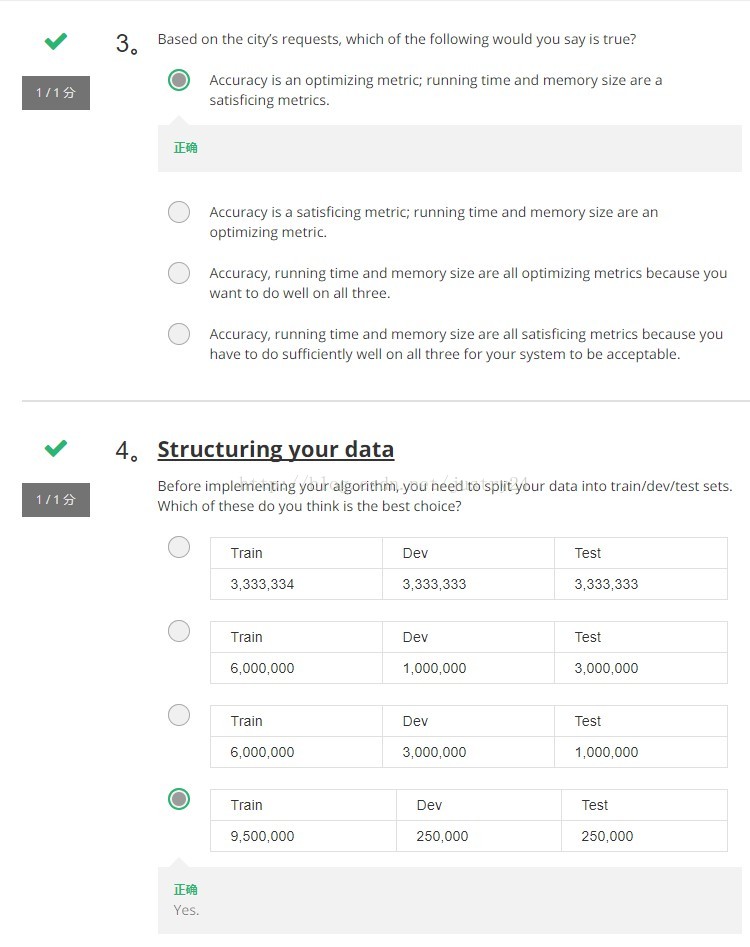 3。 Based on the city's requests, which of the following would you say is true?
1 / 1 分
Accuracy is an optimizing metric; running time and memory size are a
satisficing metrics.
正确
Accuracy is a satisficing metric; running time and memory size are an
optimizing metric.
Accuracy, running time and memory size are all optimizing metrics because you
want to do well on all three.
Accuracy, running time and memory size are all satisficing metrics because you
have to do sufficiently well on all three for your system to be acceptable.
4。 Structuring your data
1 / 1 分
Before implementing your algorithm, you need to split your data into train/dev/test sets.
Which of these do you think is the best choice?
Train Dev Test
3,333,334 3,333,333 3,333,333
Train Dev Test
6,000,000 1,000,000 3,000,000
Train Dev Test
6,000,000 3,000,000 1,000,000
Train Dev Test
9,500,000 250,000 250,000
正确
Yes.